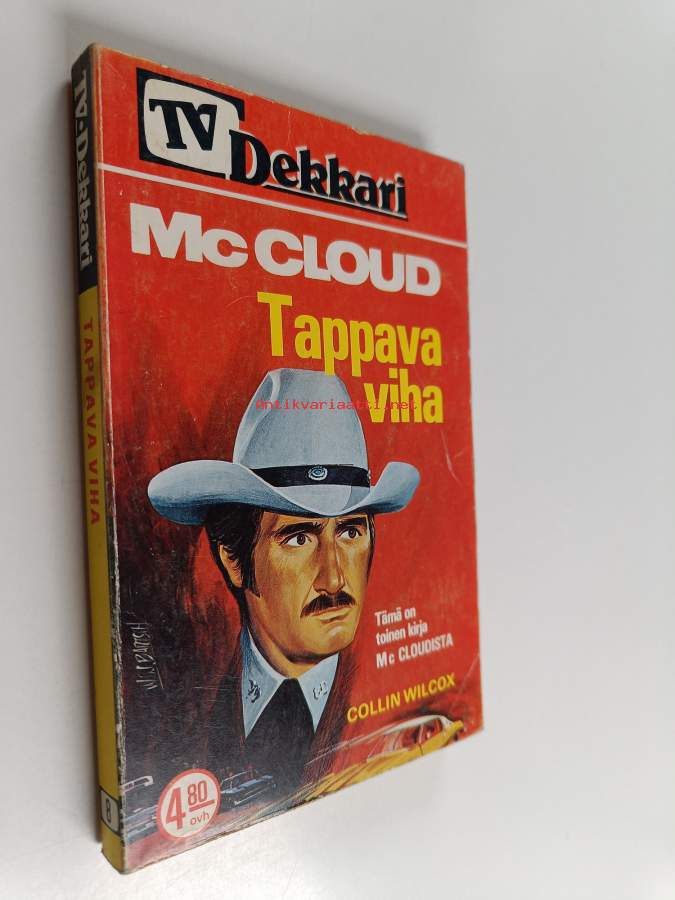 TV-Dekkari
TAPPAVA VIHA
8
TV Dekkari
Mc CLOUD
Tappava
viha
Antikvariaatti.net
Tämä on
toinen kirja
Mc CLOUDISTA
COLLIN WILCOX
4 80
ovh